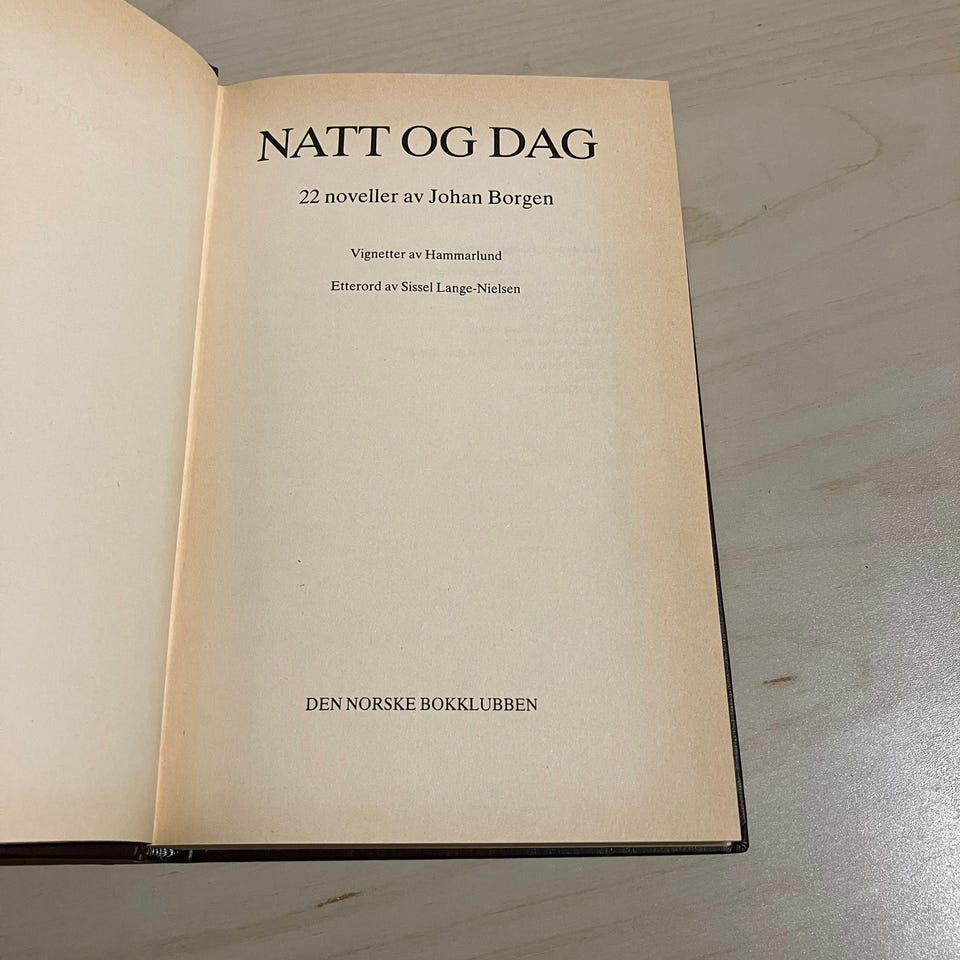 NATT OG DAG
22 noveller av Johan Borgen
Vignetter av Hammarlund
Etterord av Sissel Lange-Nielsen
DEN NORSKE BOKKLUBBEN